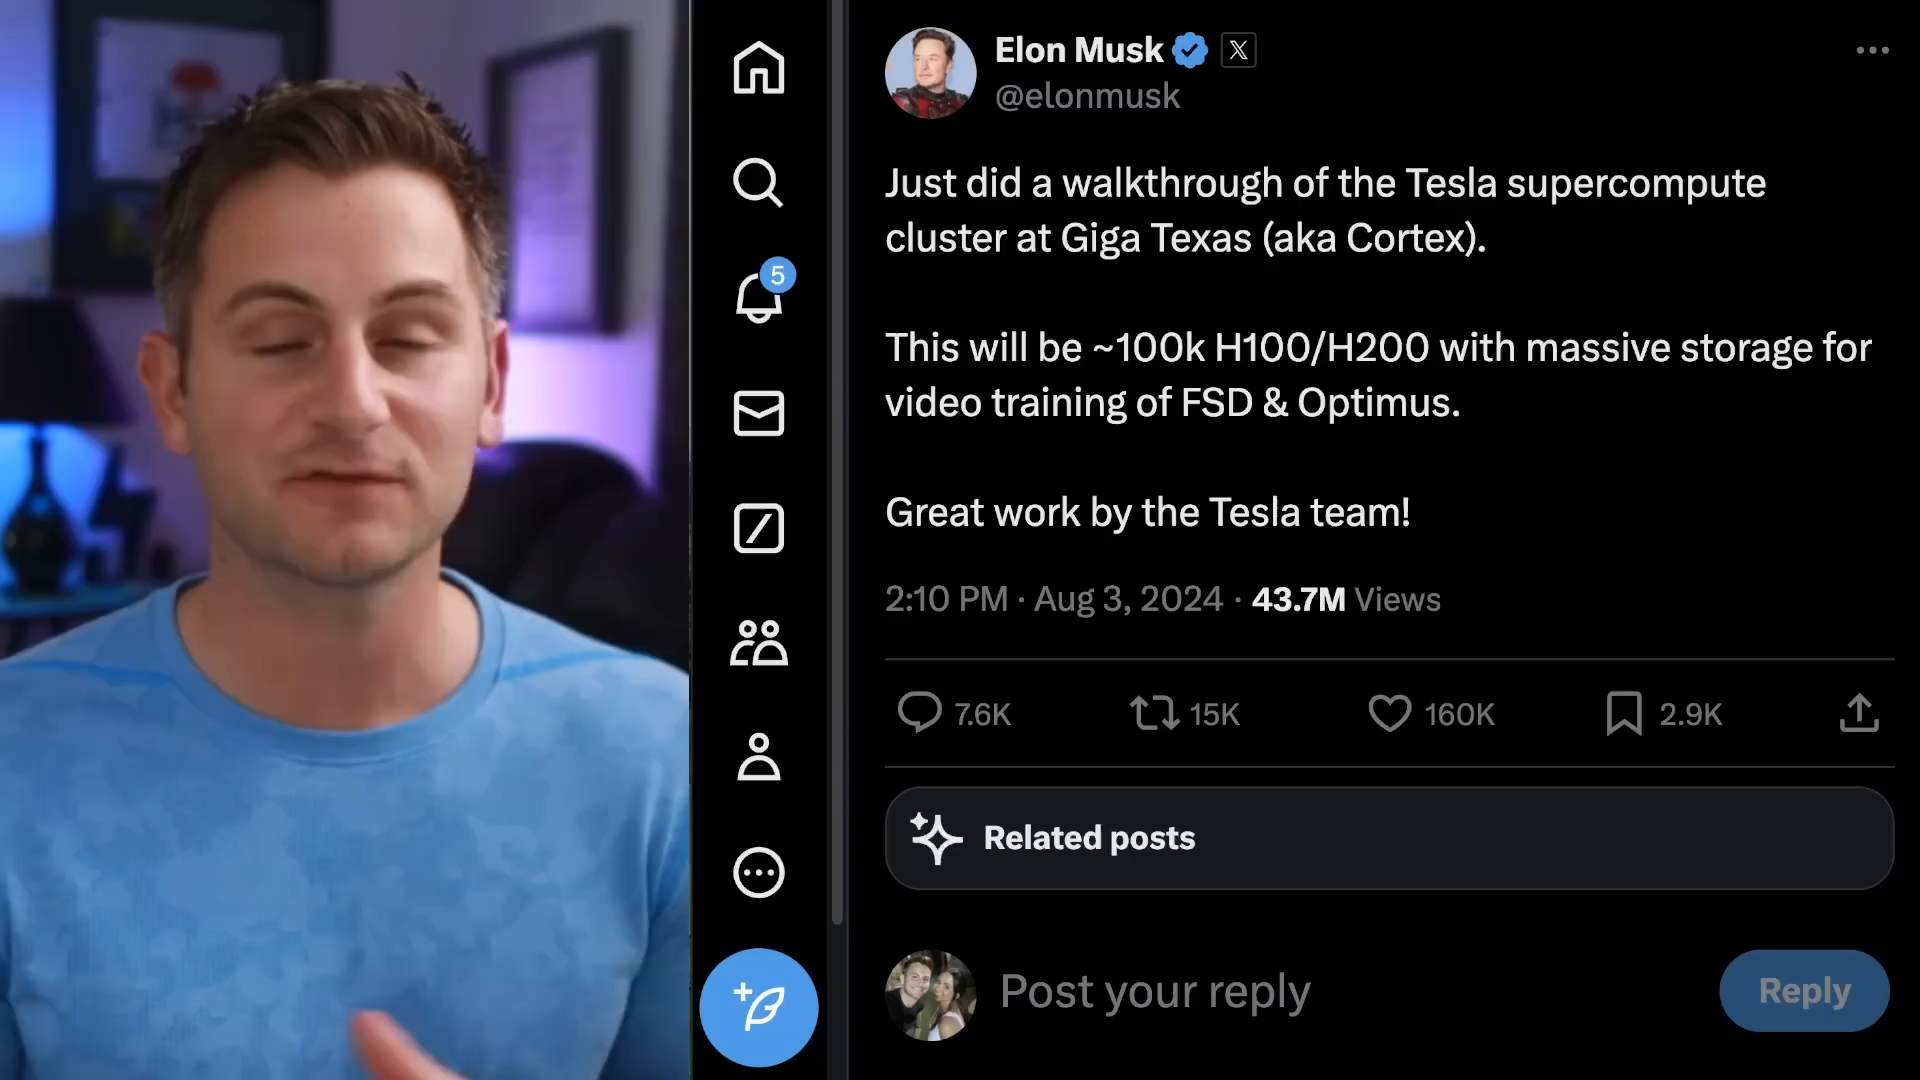 Elon Musk
@elonmusk
Just did a walkthrough of the Tesla supercompute
cluster at Giga Texas (aka Cortex).
This will be ~100k H100/H200 with massive storage for
video training of FSD & Optimus.
Great work by the Tesla team!
2:10 PM · Aug 3, 2024 · 43.7M Views
7.6K 15K 160K 2.9K
Related posts
Post your reply
Reply
5